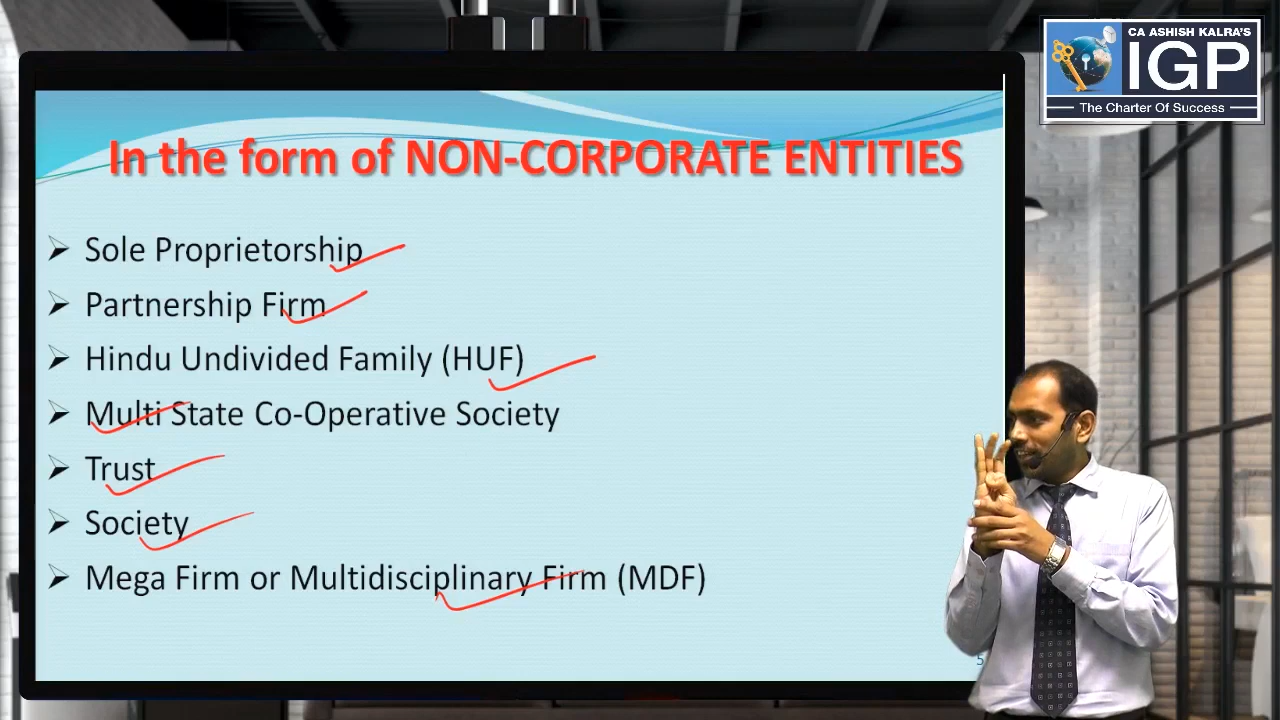 CA ASHISH KALRA'S
IGP
The Charter Of Success
In the form of NON-CORPORATE ENTITIES
Sole Proprietorship
Partnership Firm
Hindu Undivided Family (HUF)
Multi State Co-Operative Society
Trust
Society
Mega Firm or Multidisciplinary Firm (MDF)
5